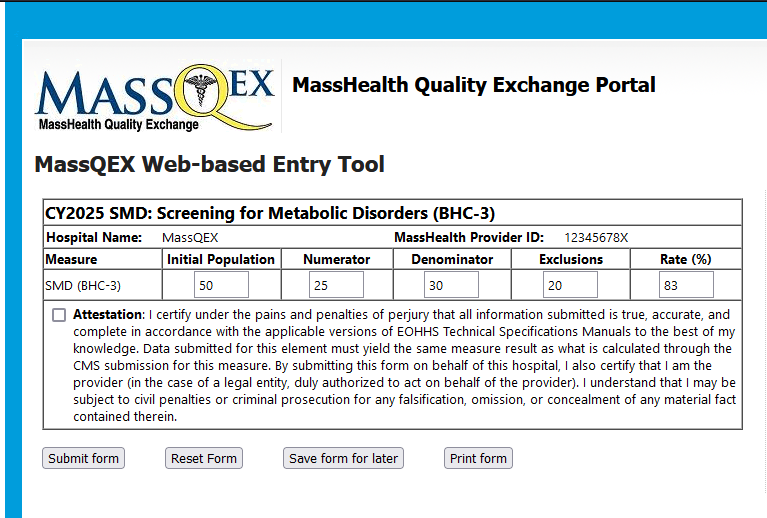 MASSQEX
MassHealth Quality Exchange
MassHealth Quality Exchange Portal
MassQEX Web-based Entry Tool
CY2025 SMD: Screening for Metabolic Disorders (BHC-3)
Hospital Name: MassQEX MassHealth Provider ID: 12345678X
Measure Initial Population Numerator Denominator Exclusions Rate (%)
SMD (BHC-3) 50 25 30 20 83
Attestation: I certify under the pains and penalties of perjury that all information submitted is true, accurate, and
complete in accordance with the applicable versions of EOHHS Technical Specifications Manuals to the best of my
knowledge. Data submitted for this element must yield the same measure result as what is calculated through the
CMS submission for this measure. By submitting this form on behalf of this hospital, I also certify that I am the
provider (in the case of a legal entity, duly authorized to act on behalf of the provider). I understand that I may be
subject to civil penalties or criminal prosecution for any falsification, omission, or concealment of any material fact
contained therein.
Submit form Reset Form Save form for later Print form